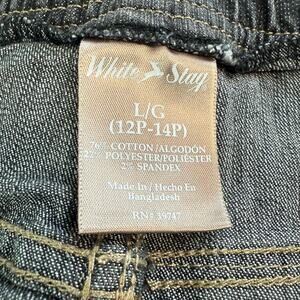 White Stag
L/G
(12P-14P)
76% COTTON/ALGODÓN
22% POLYESTER/POLIÉSTER
2% SPANDEX
Made In / Hecho En
Bangladesh
RN# 39747